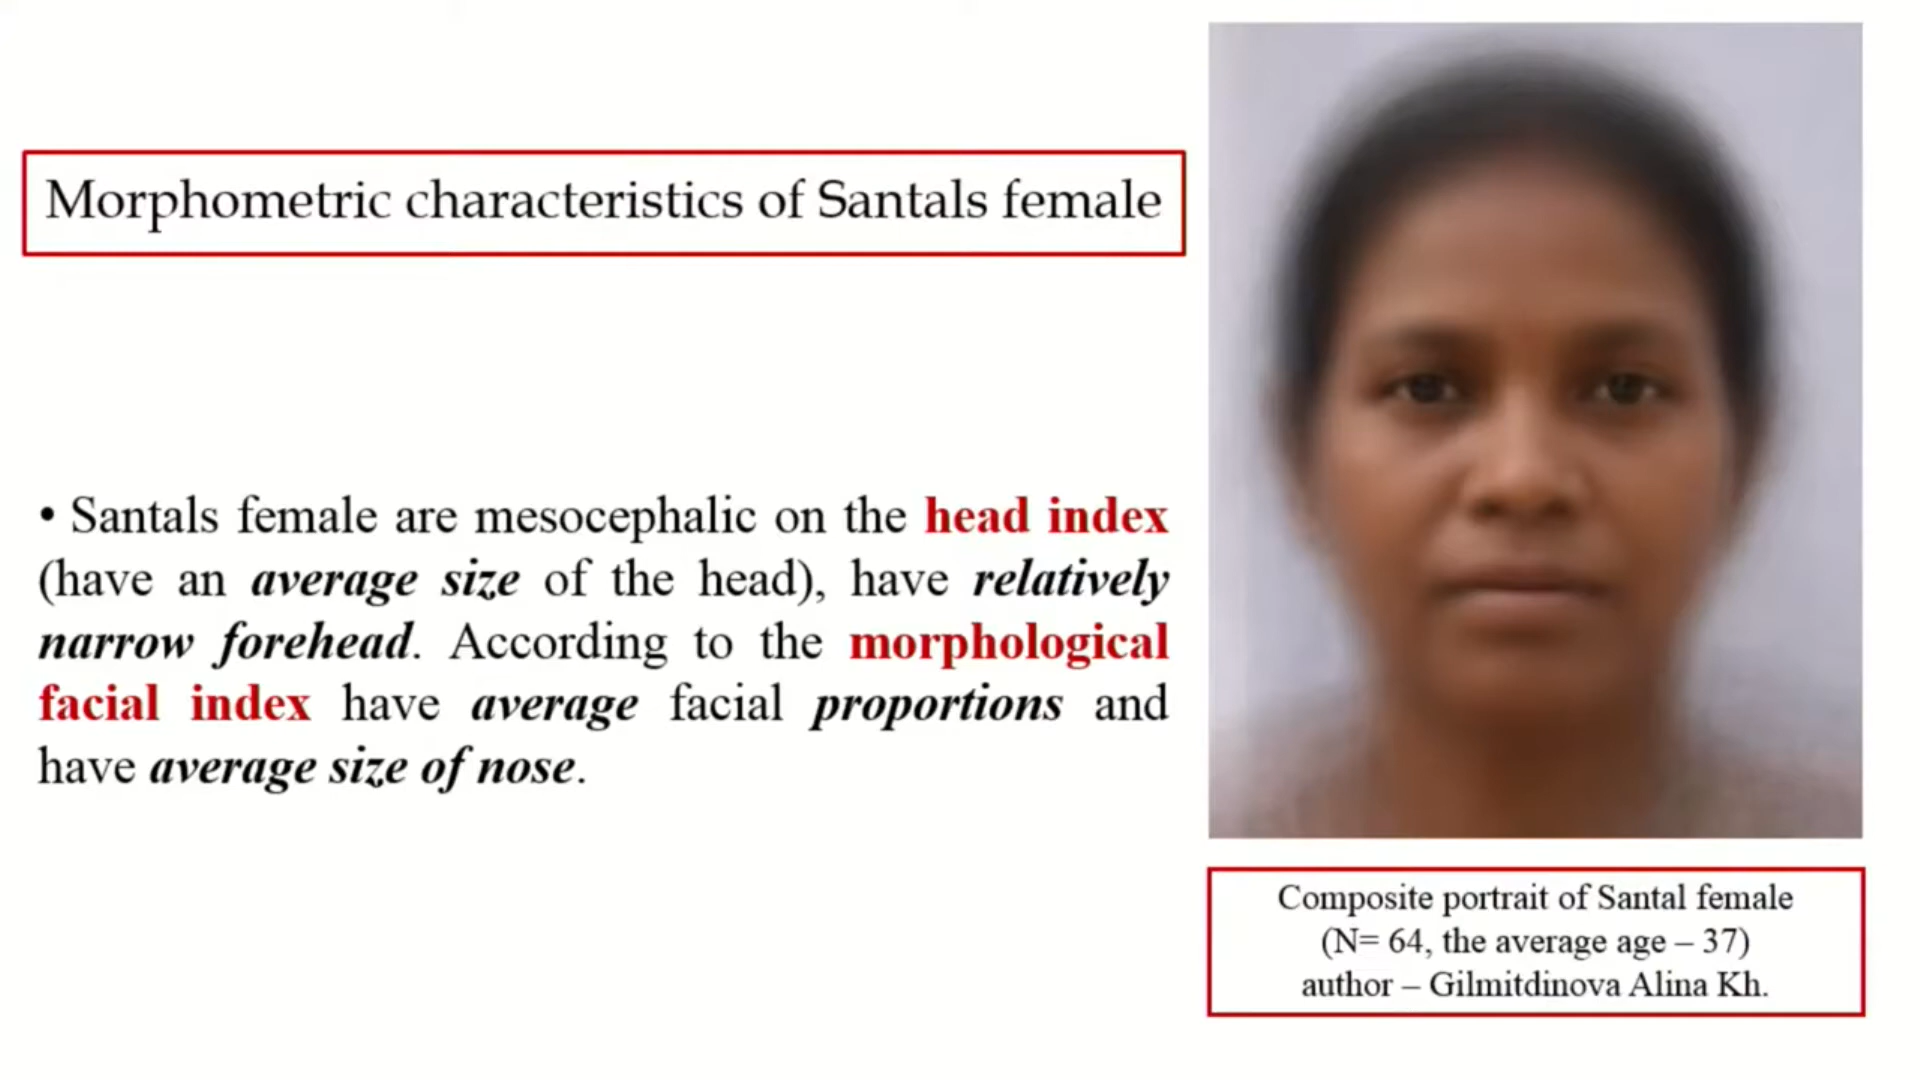 Morphometric characteristics of Santals female
• Santals female are mesocephalic on the head index
(have an average size of the head), have relatively
narrow forehead. According to the morphological
facial index have average facial proportions and
have average size of nose.
Composite portrait of Santal female
(N= 64, the average age – 37)
author – Gilmitdinova Alina Kh.